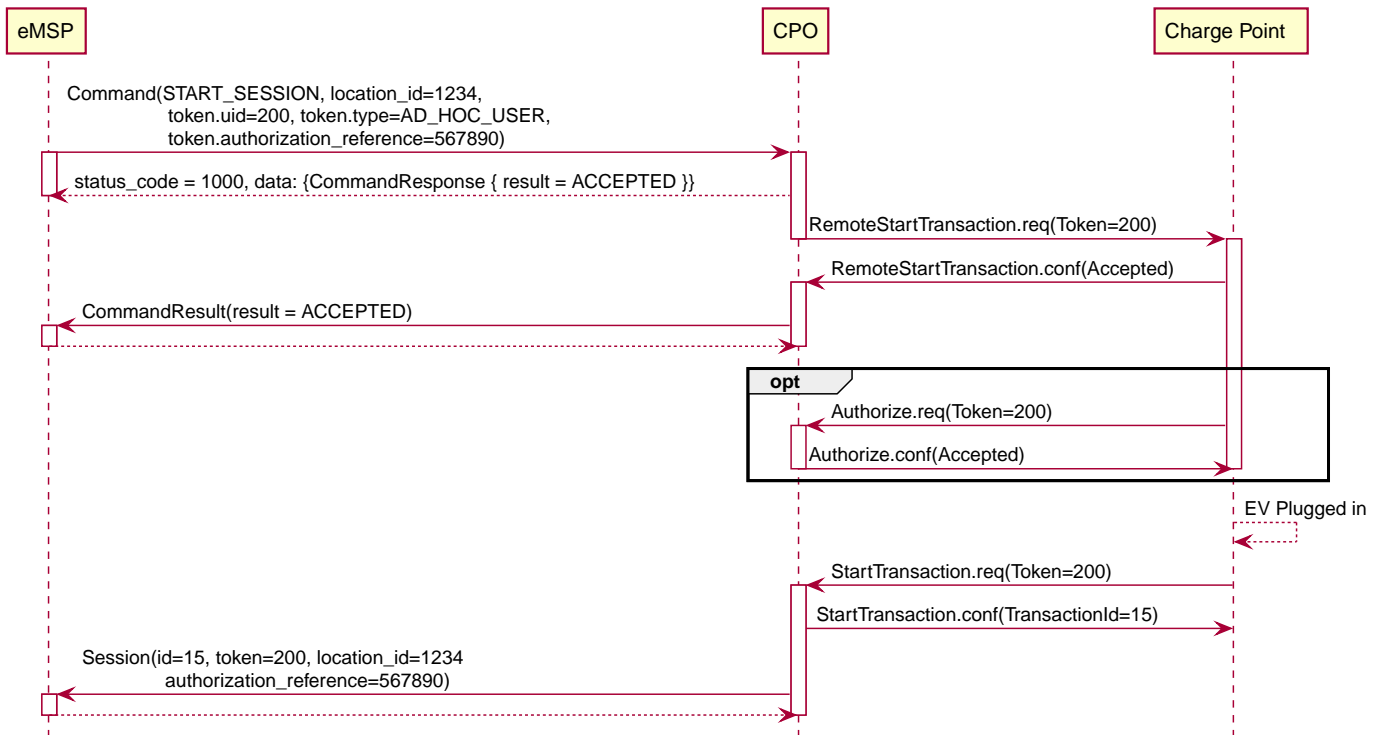 eMSP
CPO
Charge Point
Command(START_SESSION, location_id=1234,
token.uid=200, token.type=AD_HOC_USER,
token.authorization_reference=567890)
status_code = 1000, data: {CommandResponse { result = ACCEPTED }}
RemoteStartTransaction.req(Token=200)
RemoteStartTransaction.conf(Accepted)
CommandResult(result = ACCEPTED)
opt
Authorize.req(Token=200)
Authorize.conf(Accepted)
EV Plugged in
StartTransaction.req(Token=200)
StartTransaction.conf(TransactionId=15)
Session(id=15, token=200, location_id=1234
authorization_reference=567890)